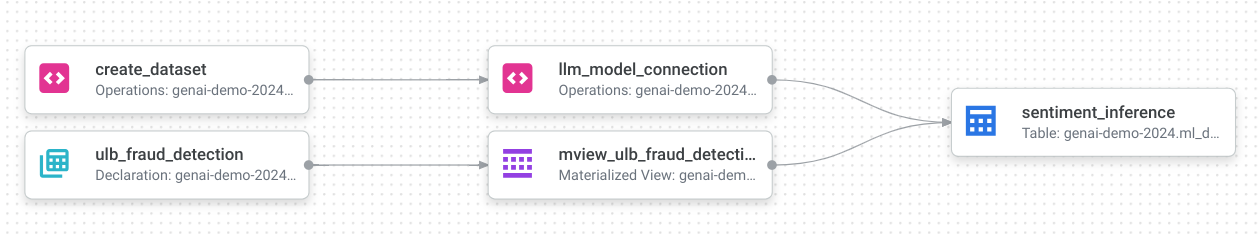 create_dataset
Operations: genai-demo-2024...
llm_model_connection
Operations: genai-demo-2024...
sentiment_inference
Table: genai-demo-2024.ml_d...
ulb_fraud_detection
Declaration: genai-demo-2024...
mview_ulb_fraud_detecti...
Materialized View: genai-dem...